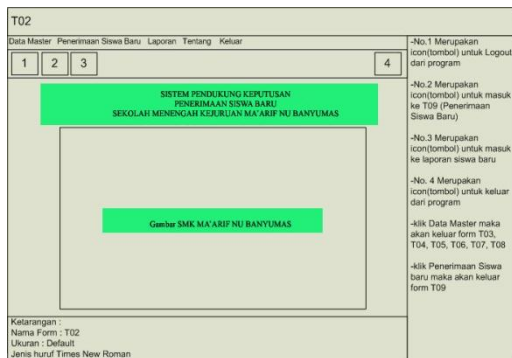 T02
Data Master Penerimaan Siswa Baru Laporan Tentang Keluar
1 2 3 4
SISTEM PENDUKUNG KEPUTUSAN
PENERIMAAN SISWA BARU
SEKOLAH MENENGAH KEJURUAN MA'ARIF NU BANYUMAS
Gambar SMK MA'ARIF NU BANYUMAS
-No.1 Merupakan
icon(tombol) untuk Logout
dari program
-No.2 Merupakan
icon(tombol) untuk masuk
ke T09 (Penerimaan
Siswa Baru)
-No.3 Merupakan
icon(tombol) untuk masuk
ke laporan siswa baru
-No. 4 Merupakan
icon(tombol) untuk keluar
dari program
-klik Data Master maka
akan keluar form T03,
T04, T05, T06, T07, T08
-klik Penerimaan Siswa
baru maka akan keluar
form T09
Ketarangan :
Nama Form : T02
Ukuran : Default
Jenis huruf Times New Roman